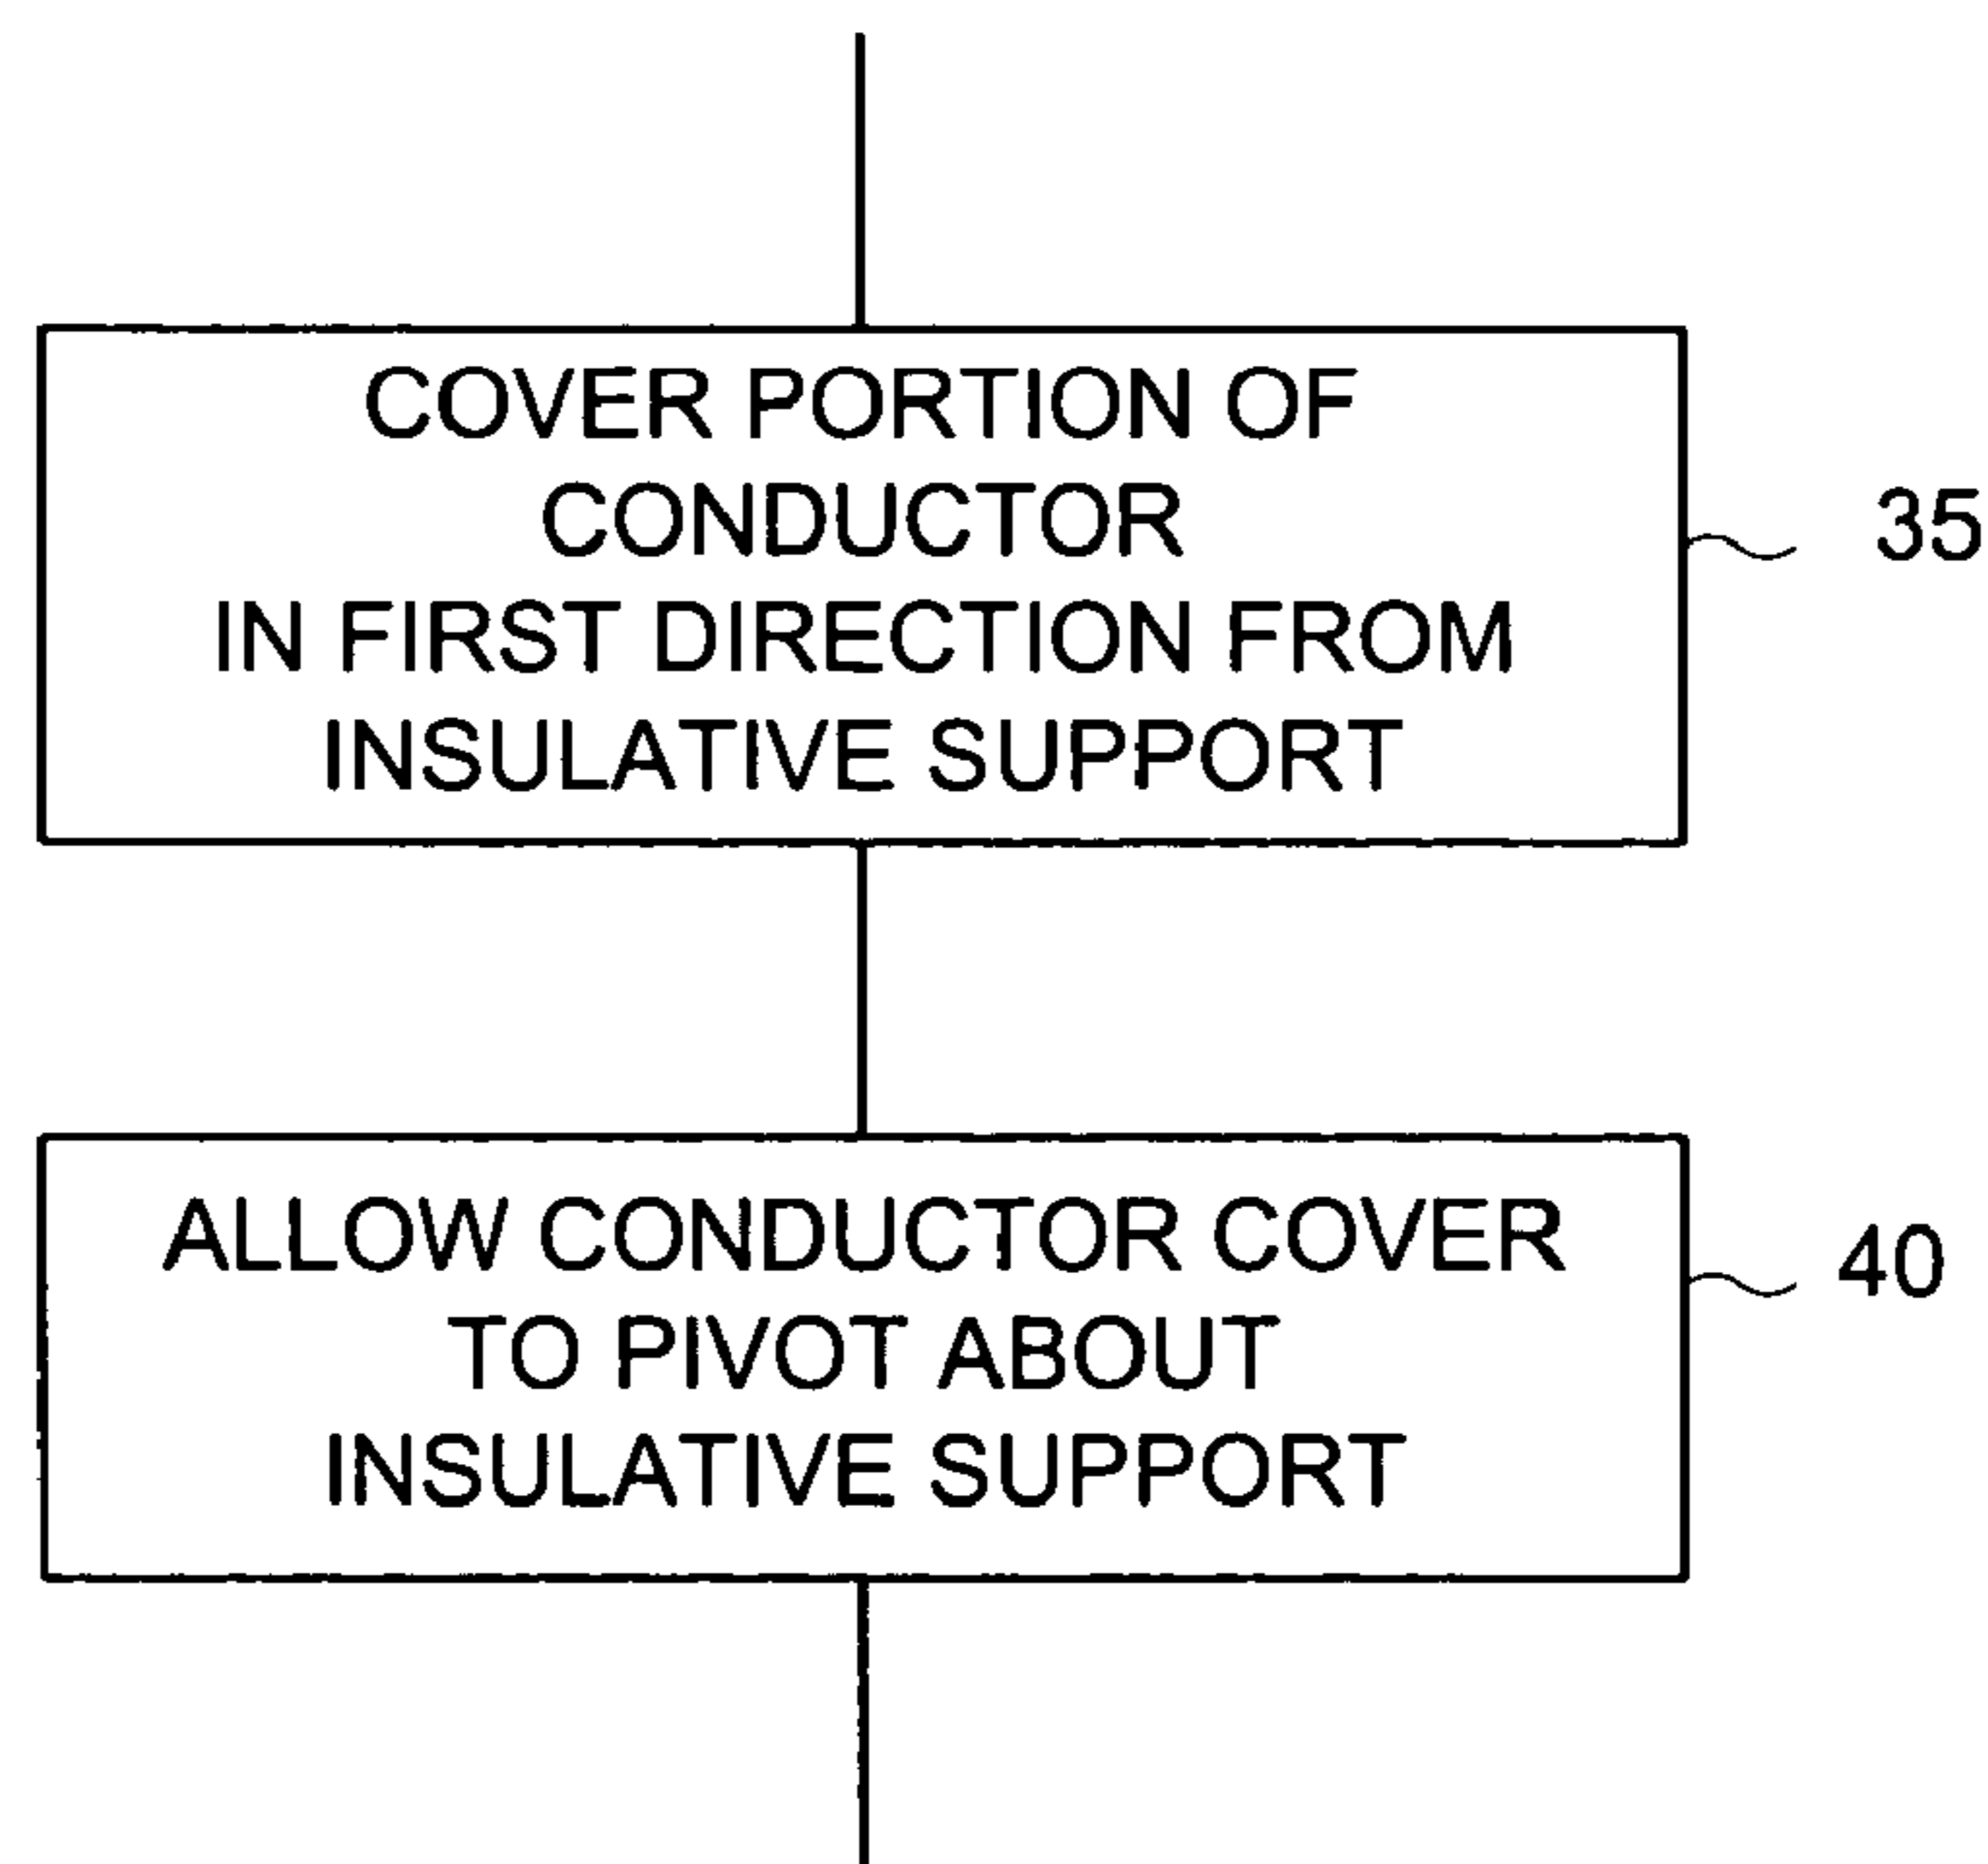 COVER PORTION OF
CONDUCTOR
IN FIRST DIRECTION FROM
INSULATIVE SUPPORT
35
ALLOW CONDUCTOR COVER
TO PIVOT ABOUT
INSULATIVE SUPPORT
40